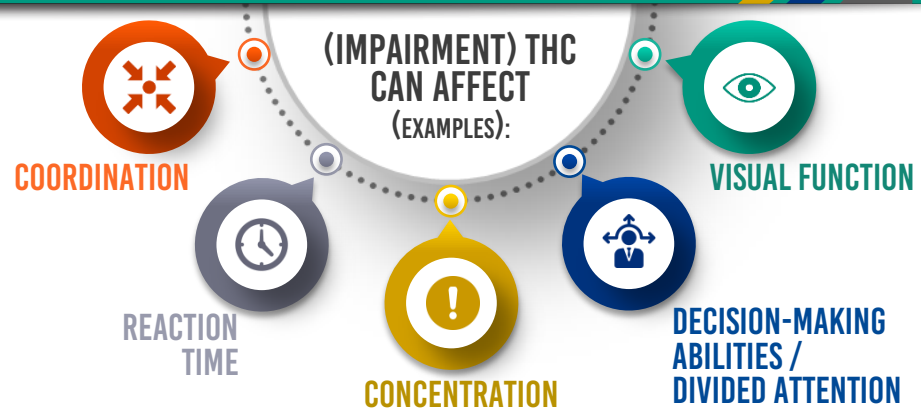 (IMPAIRMENT) THC
CAN AFFECT
(EXAMPLES):
COORDINATION
REACTION
TIME
CONCENTRATION
DECISION-MAKING
ABILITIES /
DIVIDED ATTENTION
VISUAL FUNCTION